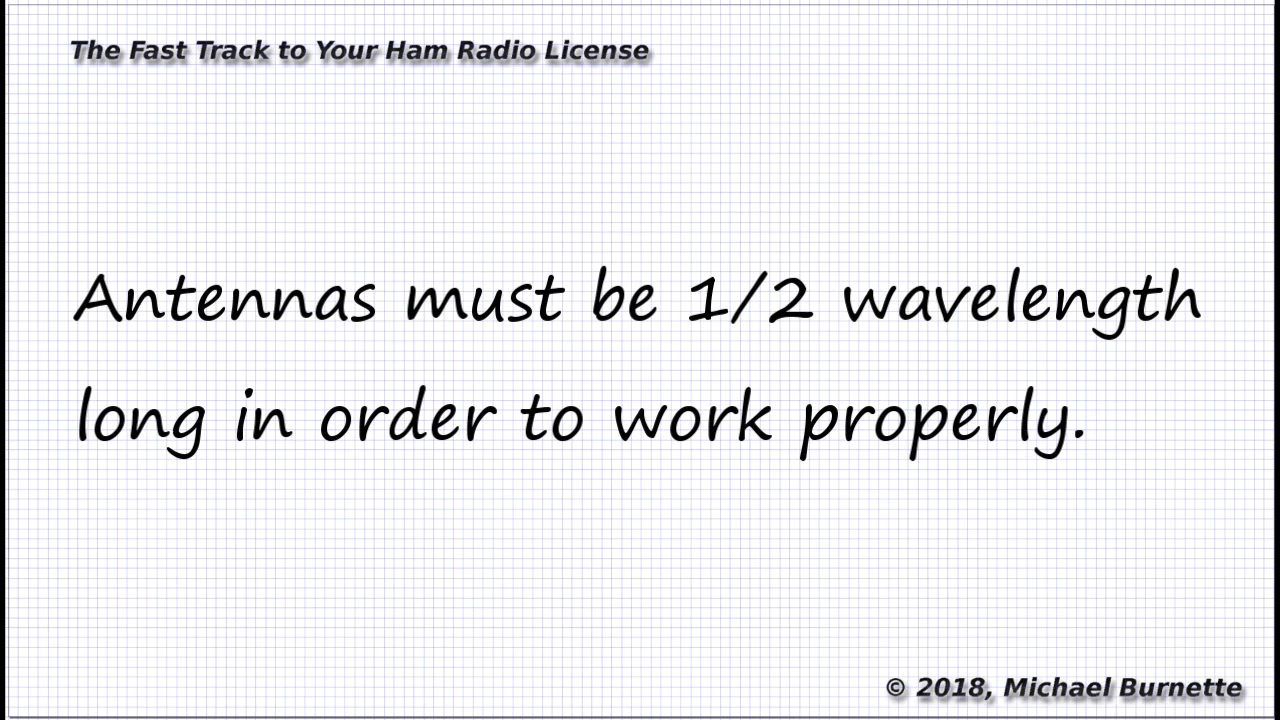 The Fast Track to Your Ham Radio License
Antennas must be 1/2 wavelength
long in order to work properly.
© 2018, Michael Burnette